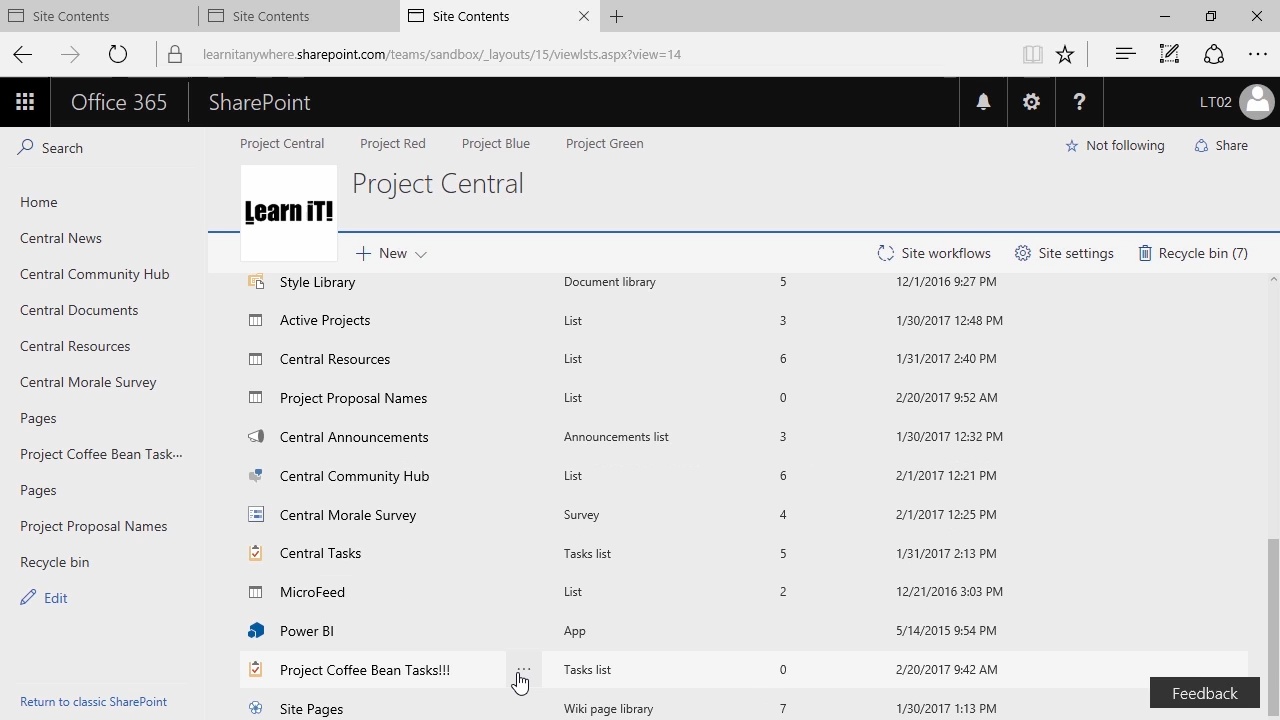 Site Contents
Site Contents
Site Contents
learnitanywhere.sharepoint.com/teams/sandbox/_layouts/15/viewlsts.aspx?view=14
Office 365
SharePoint
?
LT02
Search
Project Central
Project Red
Project Blue
Project Green
Not following
Share
Learn iT!
Project Central
New
Site workflows
Site settings
Recycle bin (7)
Home
Central News
Central Community Hub
Central Documents
Central Resources
Central Morale Survey
Pages
Project Coffee Bean Task...
Pages
Project Proposal Names
Recycle bin
Edit
Return to classic SharePoint
Style Library Document library 5 12/1/2016 9:27 PM
Active Projects List 3 1/30/2017 12:48 PM
Central Resources List 6 1/31/2017 2:40 PM
Project Proposal Names List 0 2/20/2017 9:52 AM
Central Announcements Announcements list 3 1/30/2017 12:32 PM
Central Community Hub List 6 2/1/2017 12:21 PM
Central Morale Survey Survey 4 2/1/2017 12:25 PM
Central Tasks Tasks list 5 1/31/2017 2:13 PM
MicroFeed List 2 12/21/2016 3:03 PM
Power BI App 5/14/2015 9:54 PM
Project Coffee Bean Tasks!!! ... Tasks list 0 2/20/2017 9:42 AM
Site Pages Wiki page library 7 1/30/2017 1:13 PM
Feedback